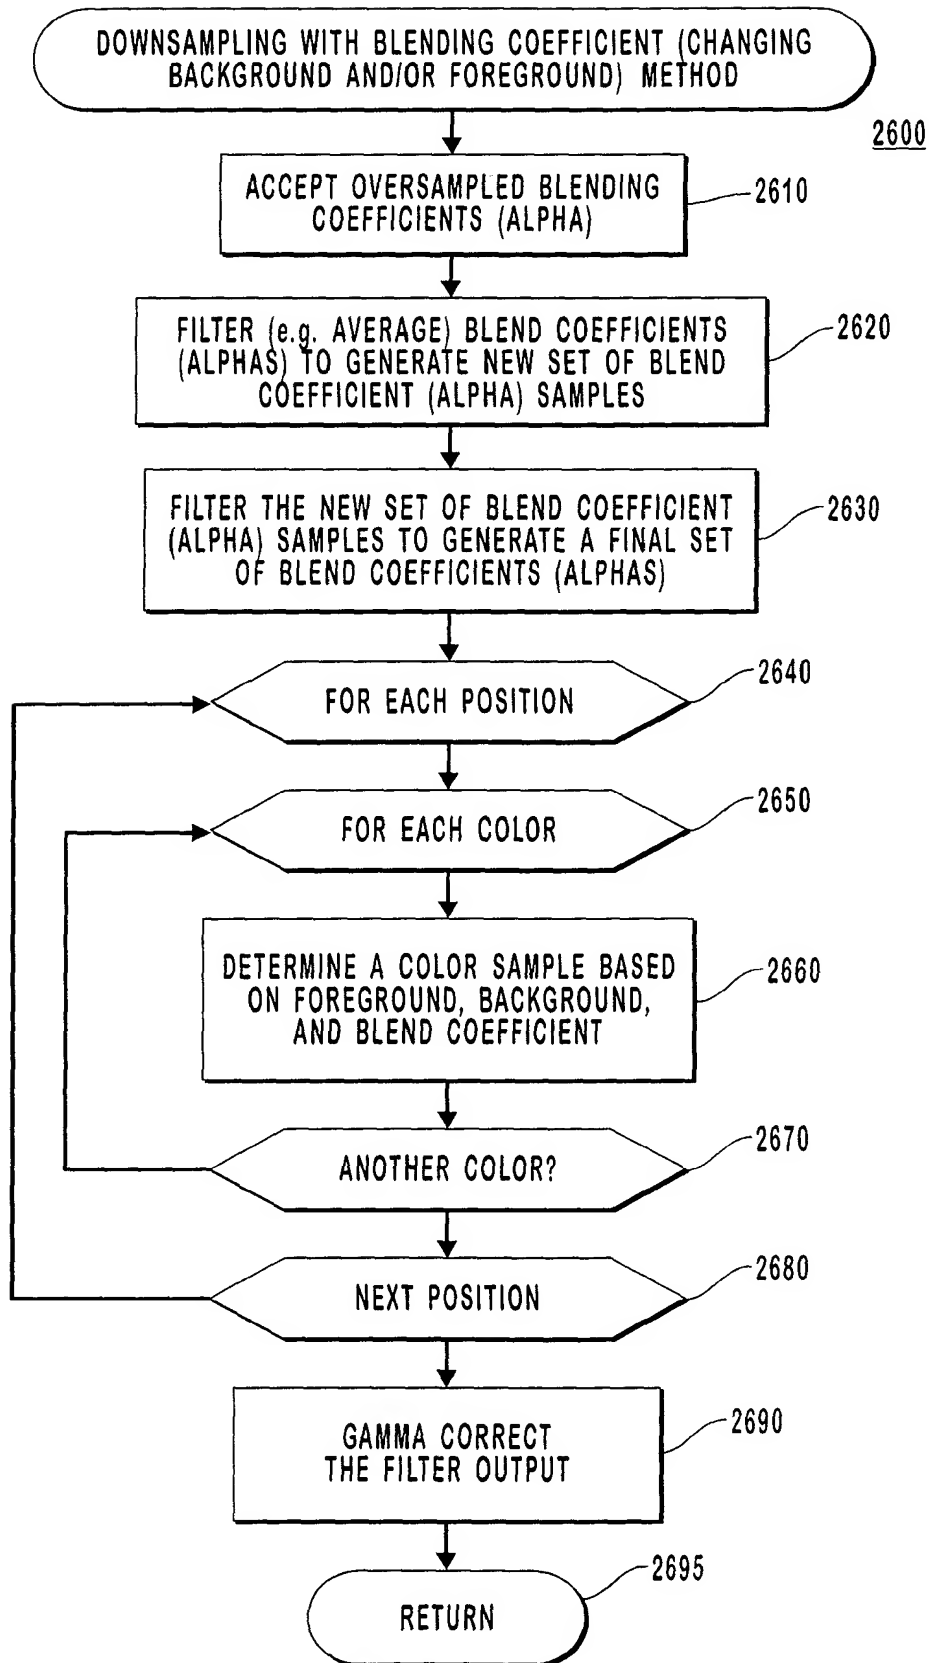 DOWNSAMPLING WITH BLENDING COEFFICIENT (CHANGING
BACKGROUND AND/OR FOREGROUND) METHOD
2600
ACCEPT OVERSAMPLED BLENDING
COEFFICIENTS (ALPHA)
2610
FILTER (e.g. AVERAGE) BLEND COEFFICIENTS
(ALPHAS) TO GENERATE NEW SET OF BLEND
COEFFICIENT (ALPHA) SAMPLES
2620
FILTER THE NEW SET OF BLEND COEFFICIENT
(ALPHA) SAMPLES TO GENERATE A FINAL SET
OF BLEND COEFFICIENTS (ALPHAS)
2630
FOR EACH POSITION
2640
FOR EACH COLOR
2650
DETERMINE A COLOR SAMPLE BASED
ON FOREGROUND, BACKGROUND,
AND BLEND COEFFICIENT
2660
ANOTHER COLOR?
2670
NEXT POSITION
2680
GAMMA CORRECT
THE FILTER OUTPUT
2690
RETURN
2695